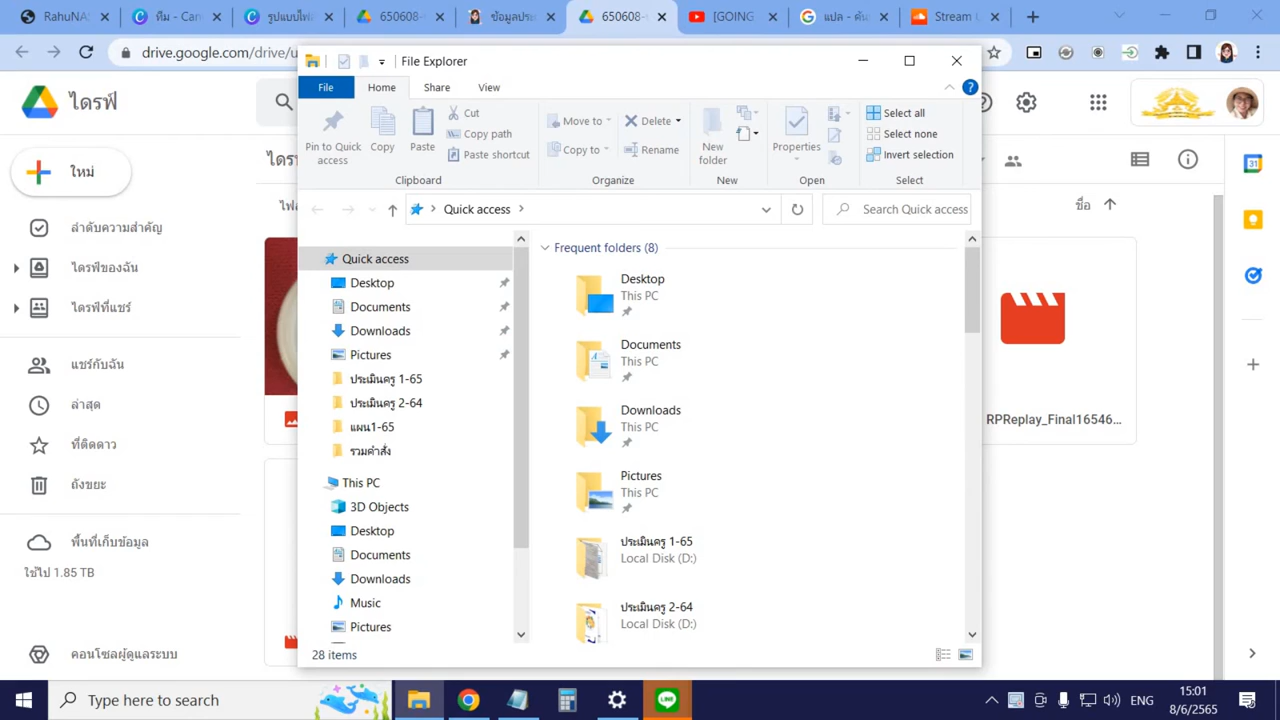 RahuNA
ทีม - Can
รูปแบบไฟ
650608-
ข้อมูลประ
650608-
[GOING
แปล - ค้น
Stream
drive.google.com/drive/u
File Explorer
File
Home
Share
View
Pin to Quick access
Copy
Paste
Cut
Copy path
Paste shortcut
Clipboard
Move to
Copy to
Delete
Rename
Organize
New folder
New
Properties
Open
Select all
Select none
Invert selection
Select
Quick access
Search Quick access
ไดรฟ์
ใหม่
ลำดับความสำคัญ
ไดรฟ์ของฉัน
ไดรฟ์ที่แชร์
แชร์กับฉัน
ล่าสุด
ที่ติดดาว
ถังขยะ
พื้นที่เก็บข้อมูล
ใช้ไป 1.85 TB
คอนโซลผู้ดูแลระบบ
Quick access
Desktop
Documents
Downloads
Pictures
ประเมินครู 1-65
ประเมินครู 2-64
แผน1-65
รวมคำสั่ง
This PC
3D Objects
Desktop
Documents
Downloads
Music
Pictures
Frequent folders (8)
Desktop
This PC
Documents
This PC
Downloads
This PC
Pictures
This PC
ประเมินครู 1-65
Local Disk (D:)
ประเมินครู 2-64
Local Disk (D:)
28 items
ชื่อ
RPReplay_Final16546...
Type here to search
ENG
15:01
8/6/2565